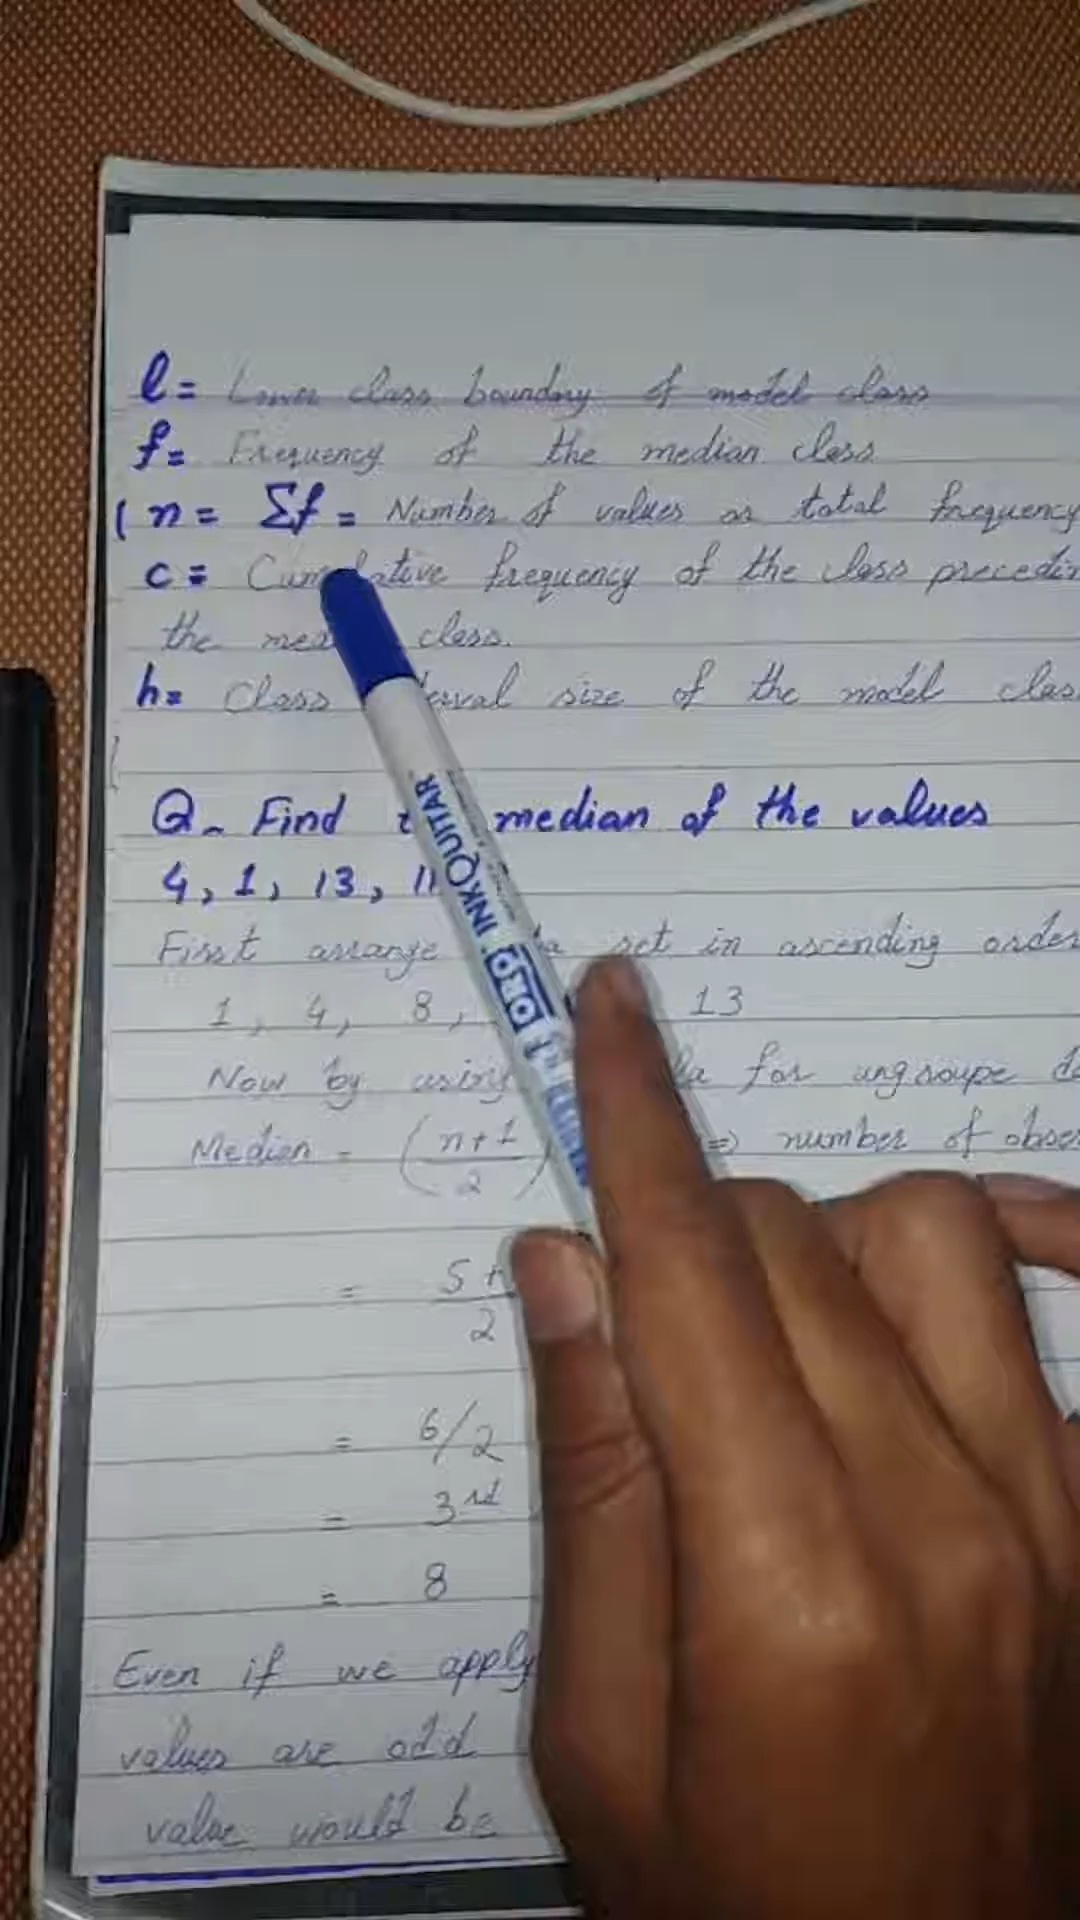 l = Lower class boundary of model class
f = Frequency of the median class
n = Σf = Number of values or total frequency
c = Cumulative frequency of the class
the class.
h = Class size of the model
Q. Find median of the values
4, 1, 13,
First arrange set in ascending order
1, 4, 8, 13
Now by using for ungroupe
Median = (n+1/2) => number of
= 5+
2
= 6/2
= 3rd
= 8
Even if we apply
values are odd
value would be
DRD INKQUITAR